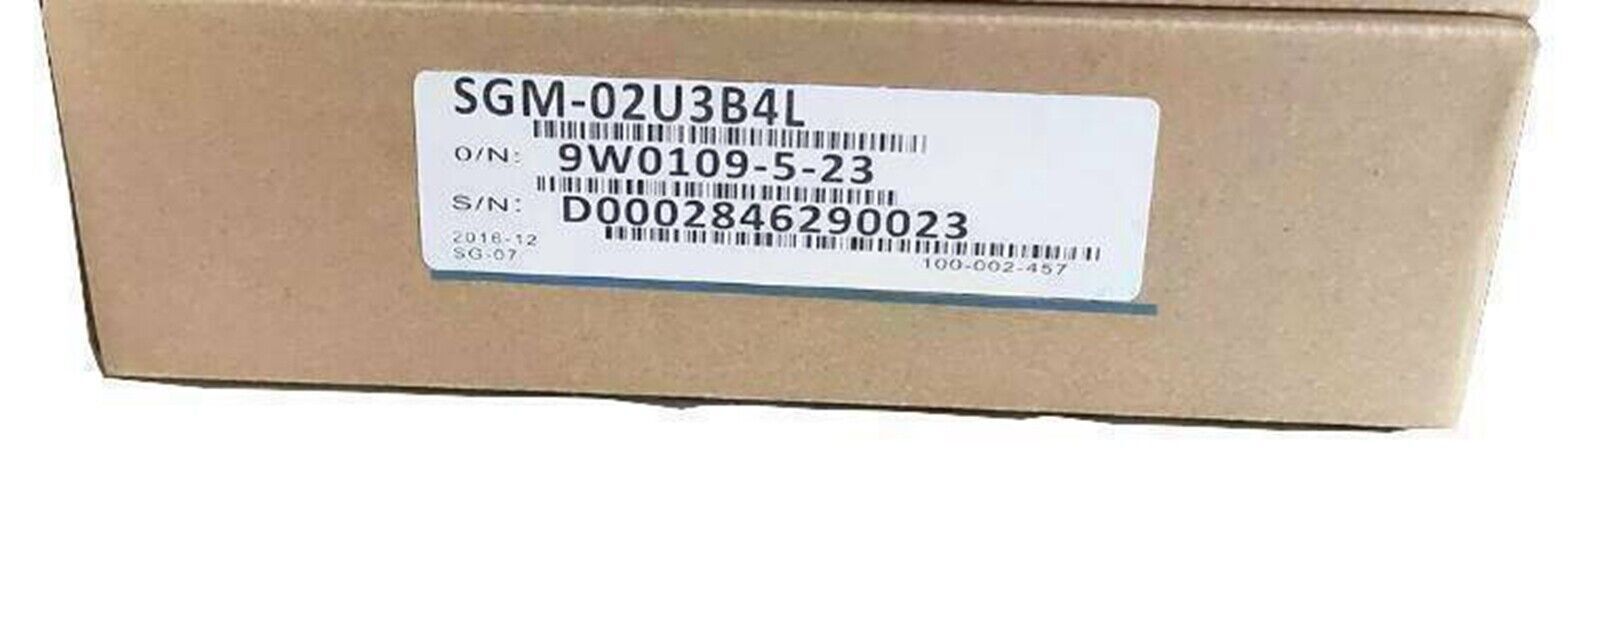 SGM-02U3B4L
O/N: 9W0109-5-23
S/N: D0002846290023
2016-12
SG-07
100-002-457